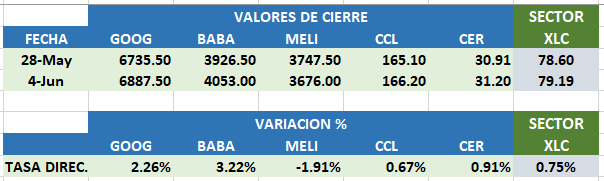 VALORES DE CIERRE SECTOR
FECHA GOOG BABA MELI CCL CER XLC
28-May 6735.50 3926.50 3747.50 165.10 30.91 78.60
4-Jun 6887.50 4053.00 3676.00 166.20 31.20 79.19
VARIACION % SECTOR
GOOG BABA MELI CCL CER XLC
TASA DIREC. 2.26% 3.22% -1.91% 0.67% 0.91% 0.75%